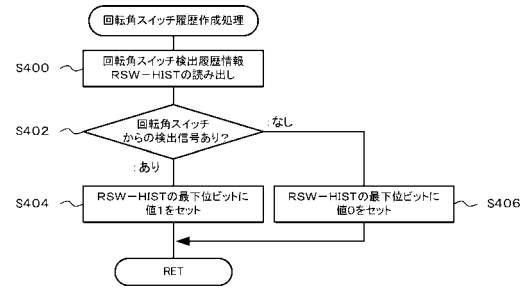 回転角スイッチ履歴作成処理
S400
回転角スイッチ検出履歴情報
RSW－HISTの読み出し
S402
回転角スイッチ
からの検出信号あり？
：なし
：あり
S404
RSW－HISTの最下位ビットに
値1をセット
RSW－HISTの最下位ビットに
値0をセット
S406
RET